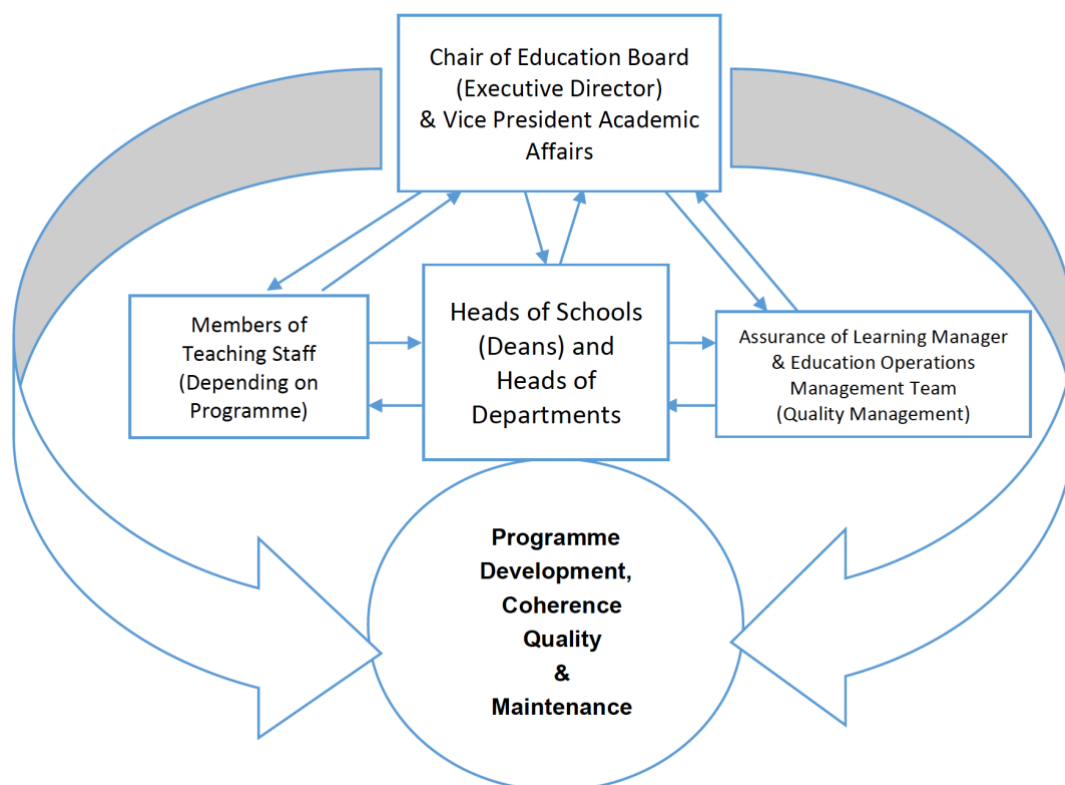 Chair of Education Board
(Executive Director)
& Vice President Academic
Affairs
Members of
Teaching Staff
(Depending on
Programme)
Heads of Schools
(Deans) and
Heads of
Departments
Assurance of Learning Manager
& Education Operations
Management Team
(Quality Management)
Programme
Development,
Coherence
Quality
&
Maintenance